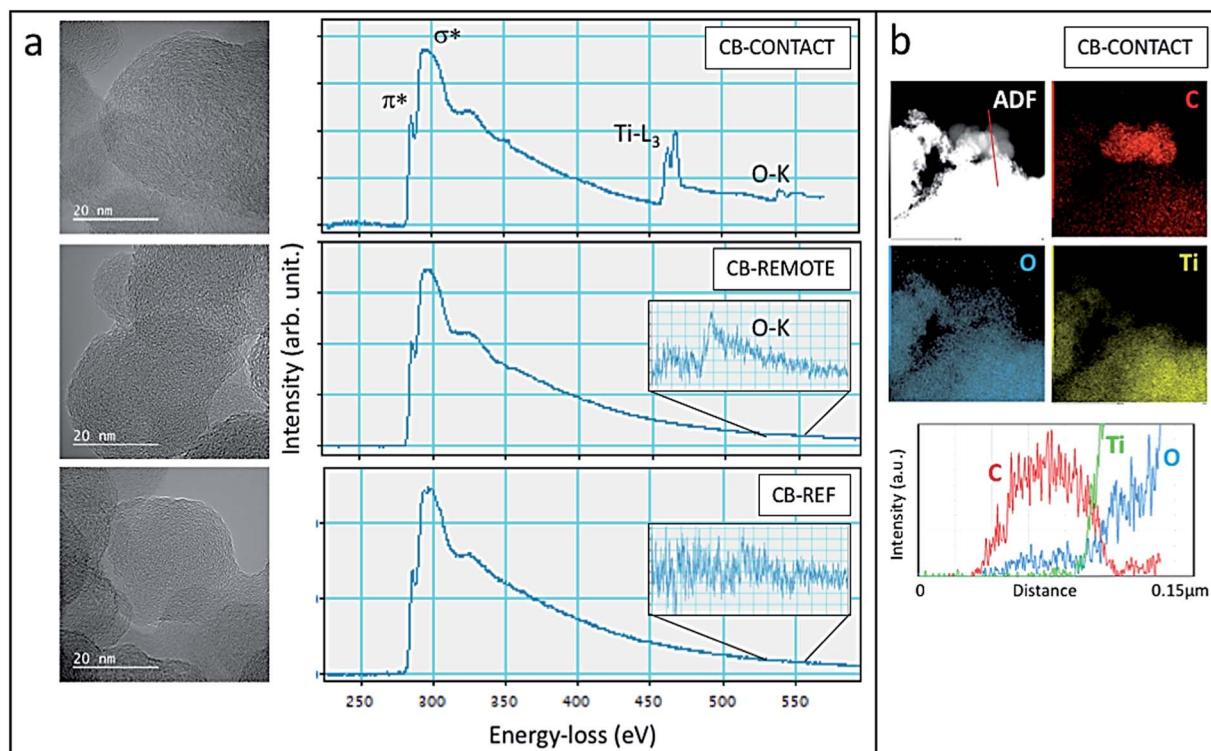 a
20 nm
20 nm
20 nm
Intensity (arb. unit.)
CB-CONTACT
π*
σ*
Ti-L3
O-K
CB-REMOTE
O-K
CB-REF
250 300 350 400 450 500 550
Energy-loss (eV)
b
CB-CONTACT
ADF
C
O
Ti
Intensity (a.u.)
C
Ti
O
0
Distance
0.15μm